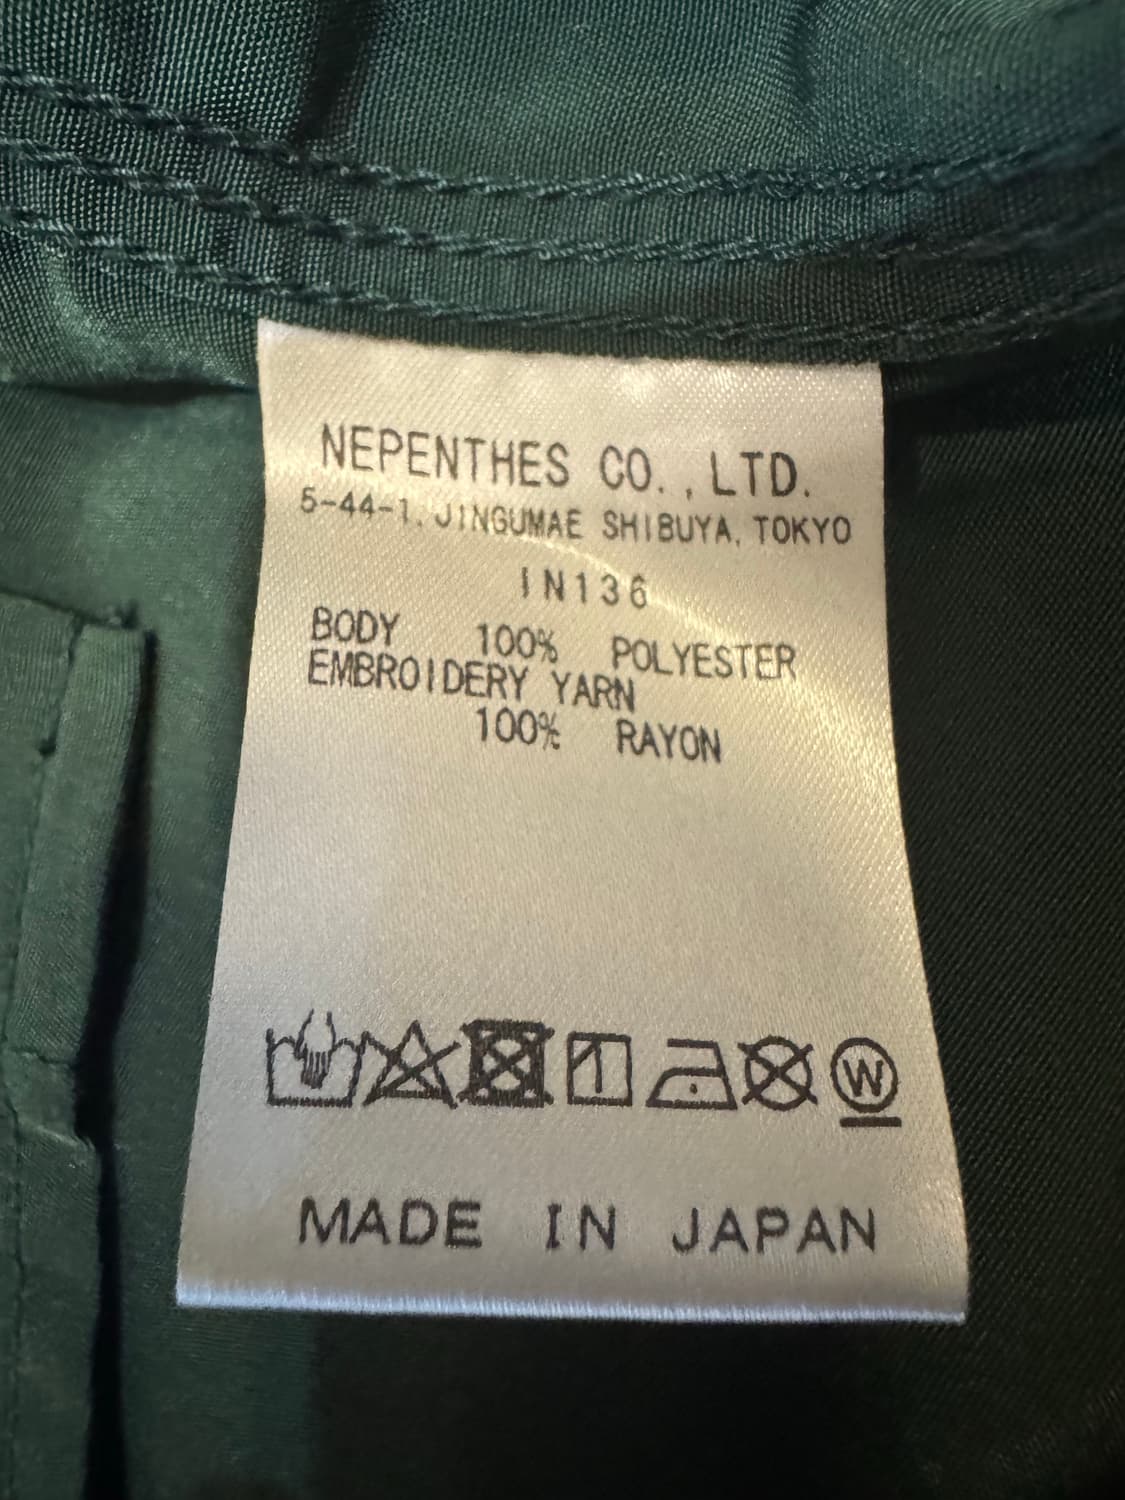 NEPENTHES CO.,LTD.
5-44-1, JINGUMAE SHIBUYA, TOKYO
IN136
BODY 100% POLYESTER
EMBROIDERY YARN
100% RAYON
W
MADE IN JAPAN